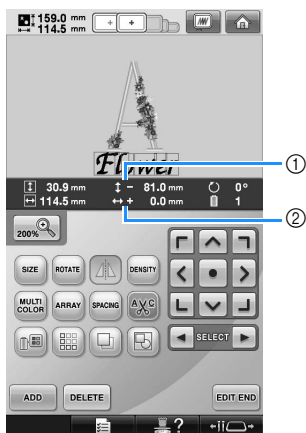 159.0 mm
114.5 mm
Flower
①
30.9 mm − 81.0 mm 0°
114.5 mm + 0.0 mm 1
②
200%
SIZE ROTATE DENSITY
MULTI COLOR ARRAY SPACING A C
SELECT
ADD DELETE EDIT END
?